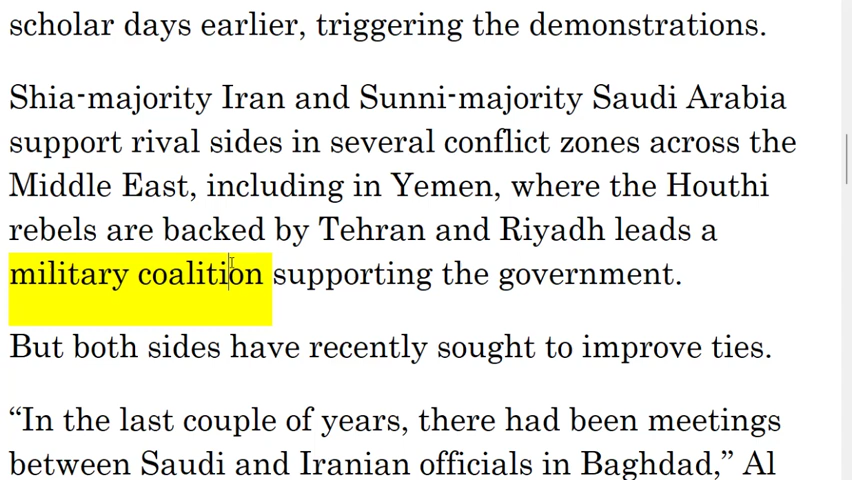 scholar days earlier, triggering the demonstrations.
Shia-majority Iran and Sunni-majority Saudi Arabia
support rival sides in several conflict zones across the
Middle East, including in Yemen, where the Houthi
rebels are backed by Tehran and Riyadh leads a
military coalition supporting the government.
But both sides have recently sought to improve ties.
“In the last couple of years, there had been meetings
between Saudi and Iranian officials in Baghdad,” Al